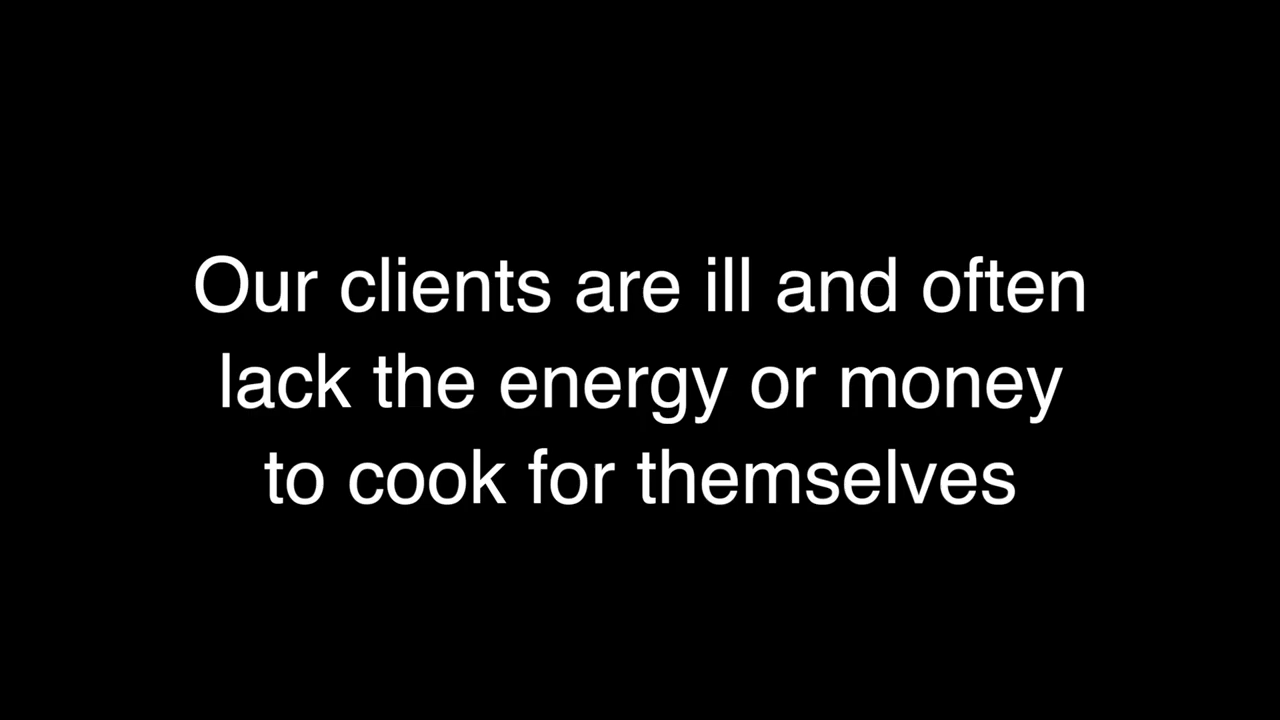 Our clients are ill and often
lack the energy or money
to cook for themselves